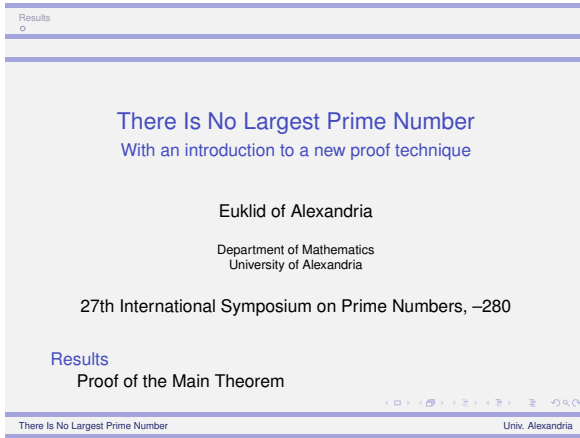 Results
There Is No Largest Prime Number
With an introduction to a new proof technique
Euklid of Alexandria
Department of Mathematics
University of Alexandria
27th International Symposium on Prime Numbers, –280
Results
Proof of the Main Theorem
There Is No Largest Prime Number
Univ. Alexandria